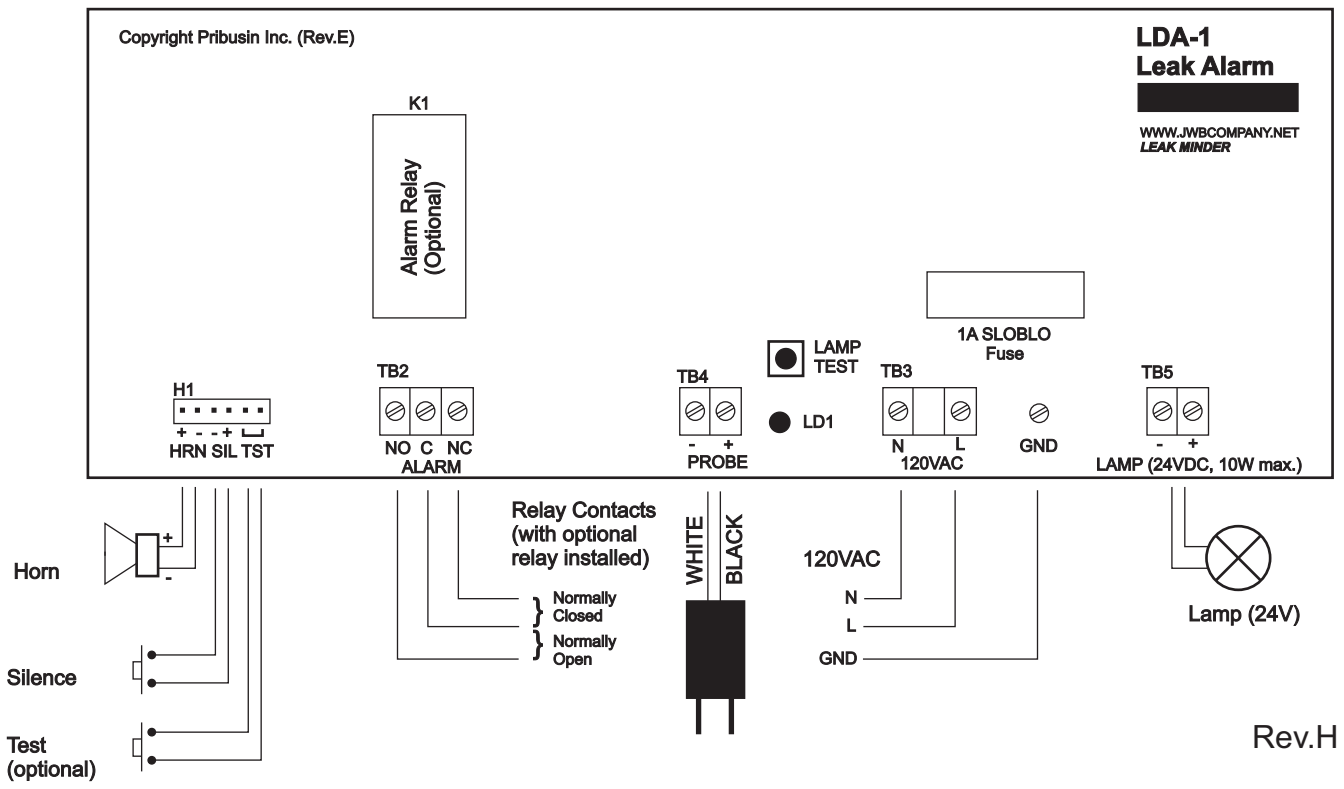 Copyright Pribusin Inc. (Rev.E)
LDA-1
Leak Alarm
WWW.JWBCOMPANY.NET
LEAK MINDER
K1
Alarm Relay
(Optional)
1A SLOBLO
Fuse
LAMP
TEST
LD1
H1
+ - - +
HRN SIL TST
TB2
NO C NC
ALARM
TB4
- +
PROBE
TB3
N L
120VAC
GND
TB5
- +
LAMP (24VDC, 10W max.)
Horn
+
-
Silence
Test
(optional)
Relay Contacts
(with optional
relay installed)
} Normally
Closed
} Normally
Open
WHITE
BLACK
120VAC
N
L
GND
Lamp (24V)
Rev.H